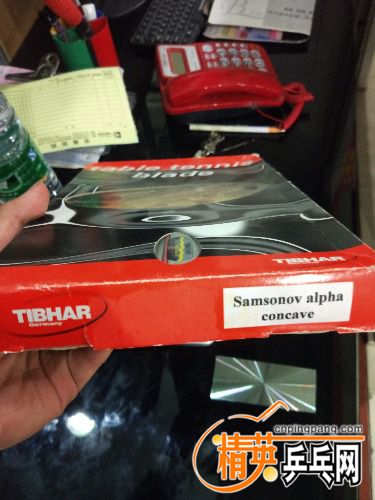 table tennis
blade
TIBHAR
TIBHAR
Germany
Samsonov alpha
concave
cnpingpang.com
精英乒乓网